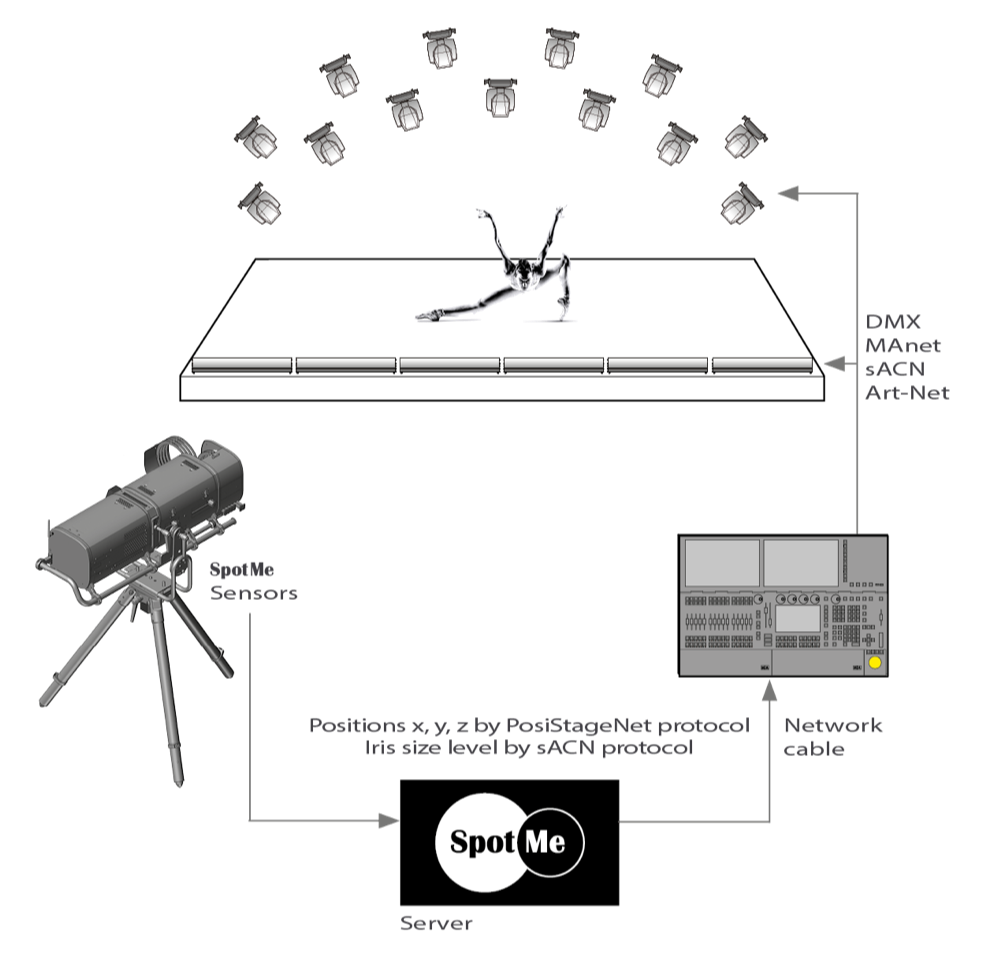 DMX
MAnet
sACN
Art-Net
SpotMe
Sensors
Positions x, y, z by PosiStageNet protocol
Iris size level by sACN protocol
Network
cable
Spot Me
Server